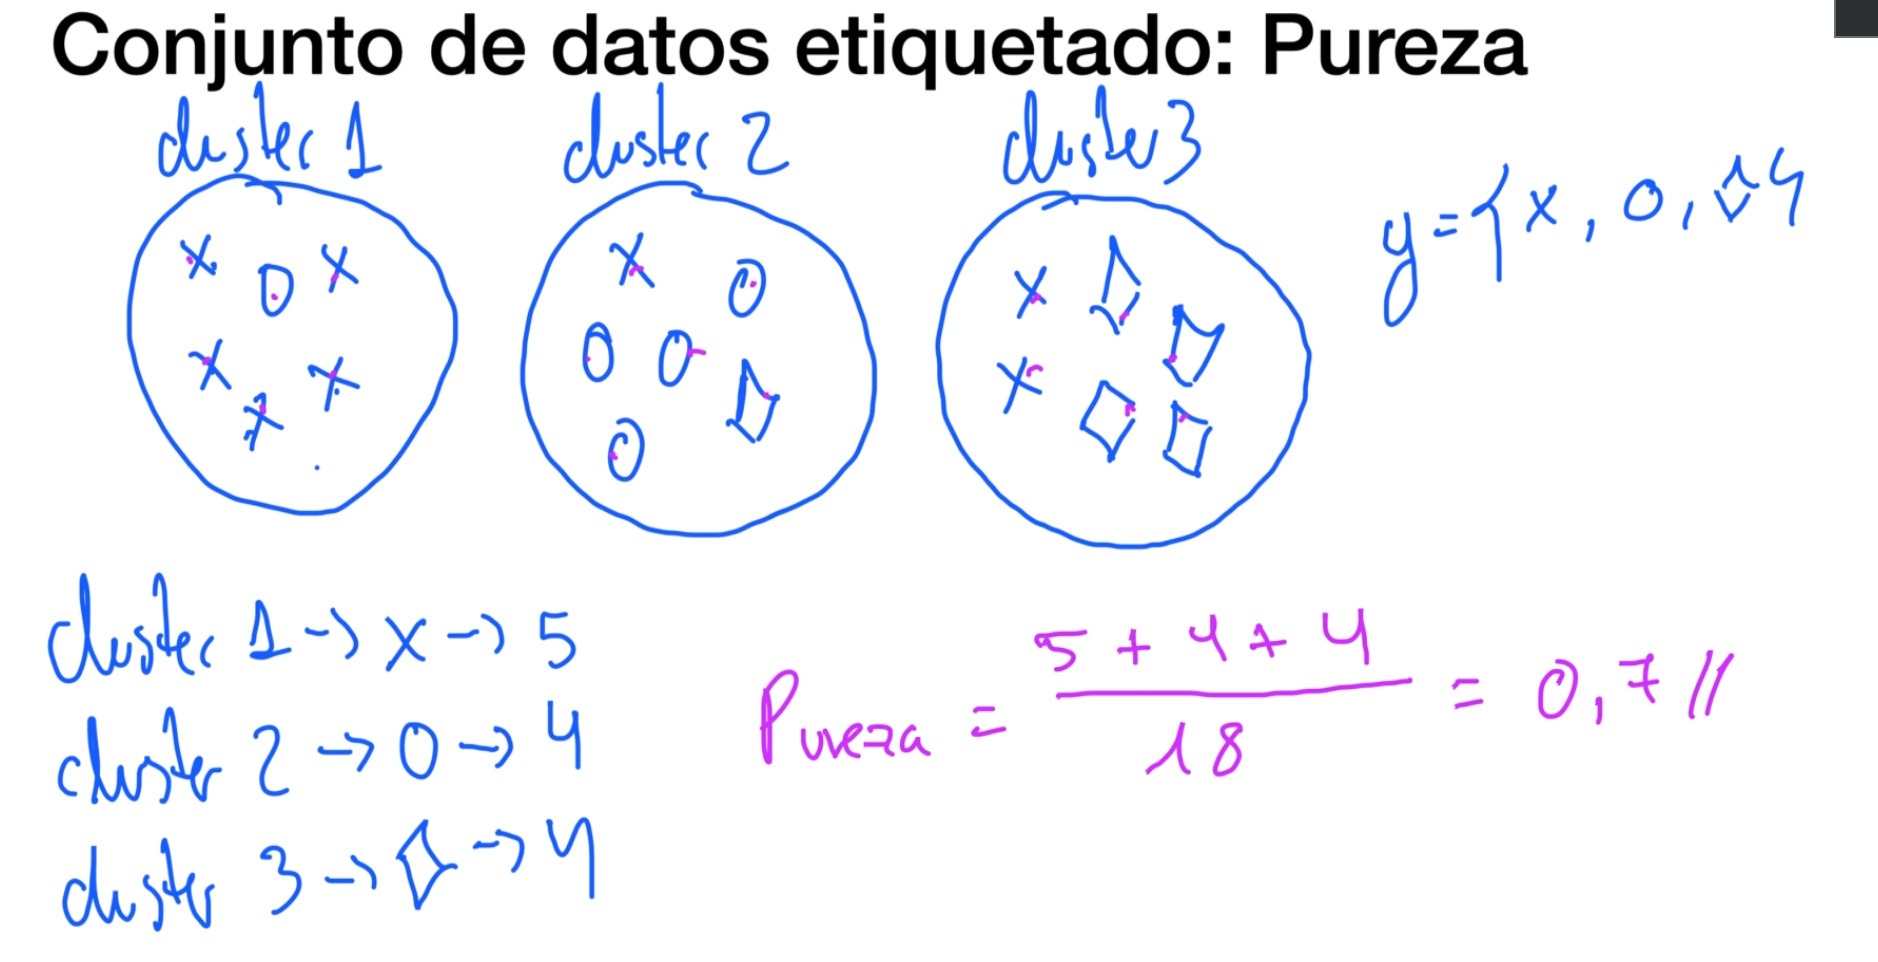 Conjunto de datos etiquetado: Pureza
cluster 1 cluster 2 cluster 3
y = {x, o, ◊}
cluster 1 -> x -> 5
cluster 2 -> o -> 4
cluster 3 -> ◊ -> 4
Pureza = 5 + 4 + 4 / 18 = 0,7 //